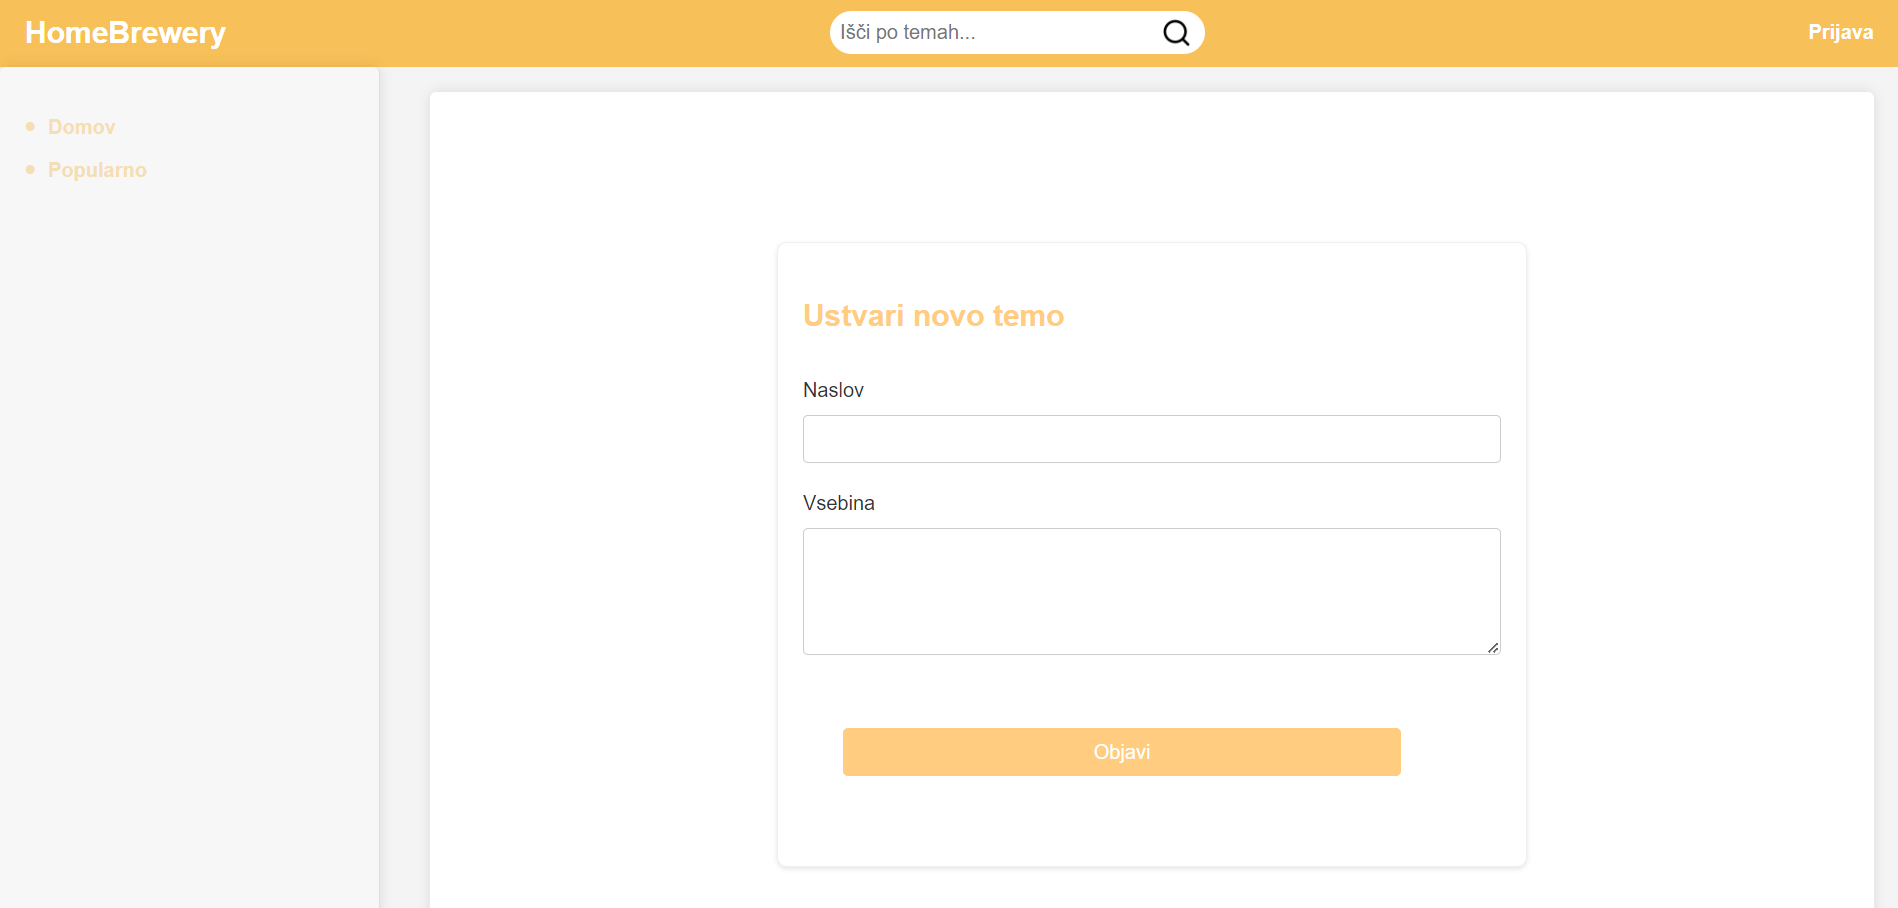 HomeBrewery
Išči po temah...
Prijava
Domov
Popularno
Ustvari novo temo
Naslov
Vsebina
Objavi